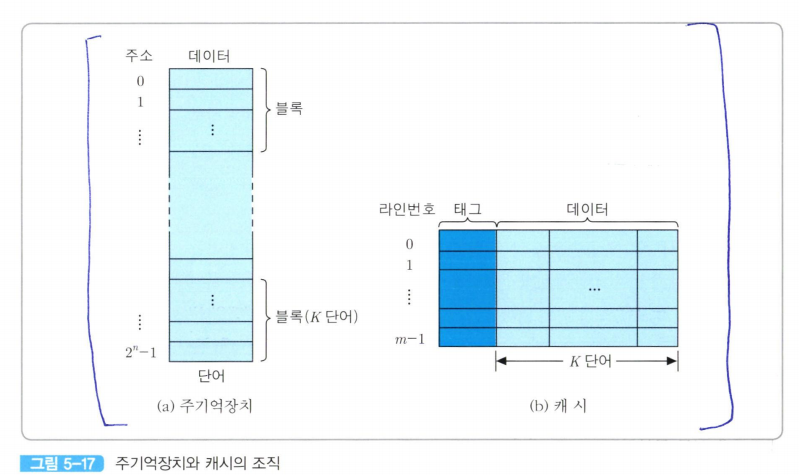 주소 데이터
0
1
⋮
⋮
블록
⋮
⋮
블록(K 단어)
2ⁿ−1
단어
(a) 주기억장치
라인번호 태그 데이터
0
1
⋮
…
m−1
K 단어
(b) 캐 시
그림 5-17 주기억장치와 캐시의 조직